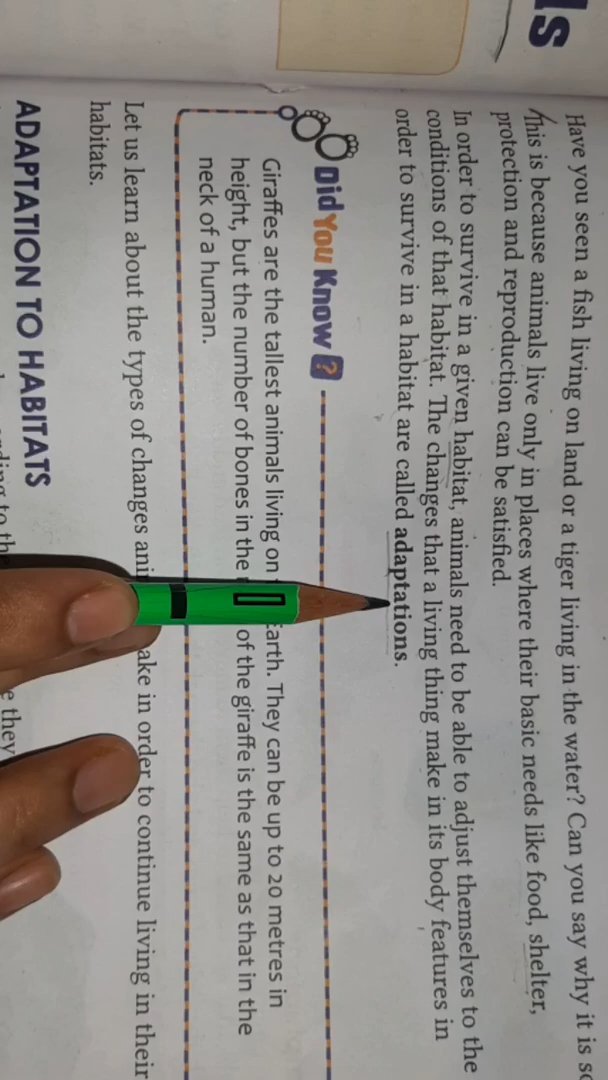 ls
Have you seen a fish living on land or a tiger living in the water? Can you say why it is so
This is because animals live only in places where their basic needs like food, shelter,
protection and reproduction can be satisfied.
In order to survive in a given habitat, animals need to be able to adjust themselves to the
conditions of that habitat. The changes that a living thing make in its body features in
order to survive in a habitat are called adaptations.
Did You Know ?
Giraffes are the tallest animals living on Earth. They can be up to 20 metres in
height, but the number of bones in the of the giraffe is the same as that in the
neck of a human.
Let us learn about the types of changes ani ake in order to continue living in their
habitats.
ADAPTATION TO HABITATS
to the they